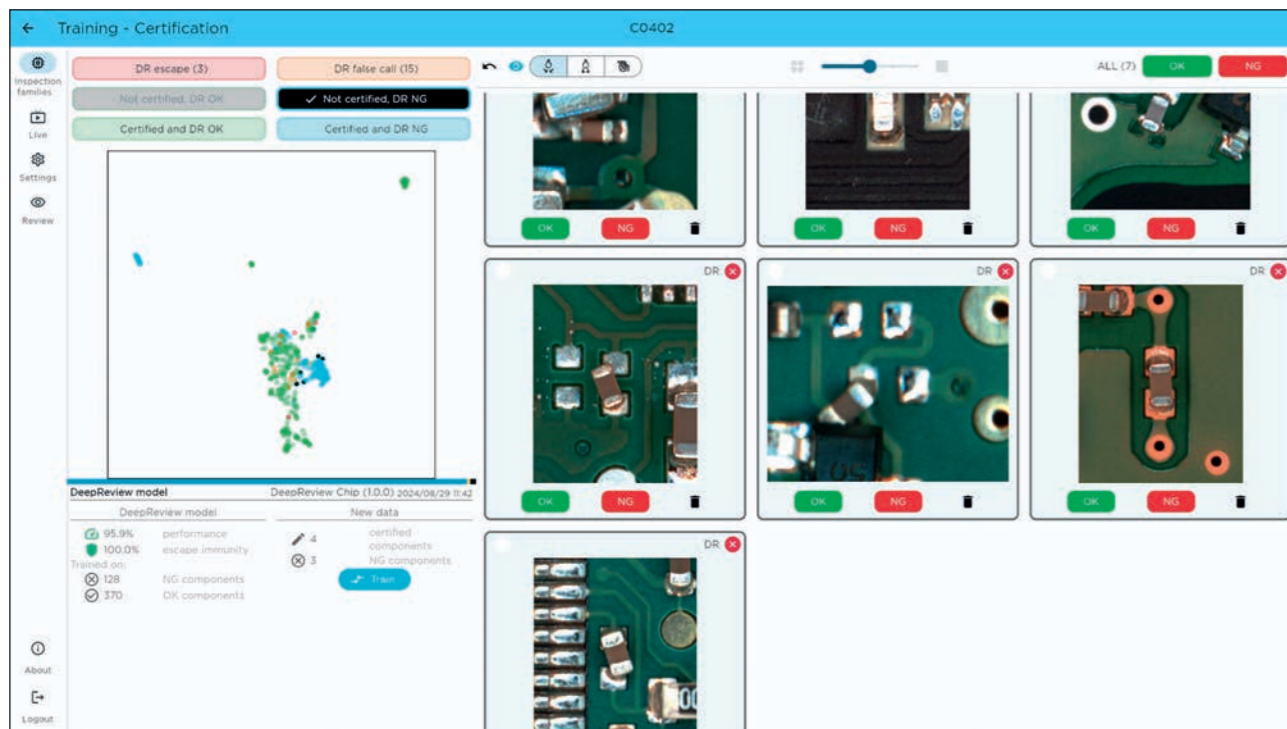 Training - Certification
C0402
Inspection families
Live
Settings
Review
About
Logout
DR escape (3)
DR false call (15)
Not certified, DR OK
Not certified, DR NG
Certified and DR OK
Certified and DR NG
DeepReview model
DeepReview Chip (1.0.0) 2024/08/29 11:42
DeepReview model
95.9% performance
100.0% escape immunity
Trained on:
128 NG components
370 OK components
New data
4 certified components
3 NG components
Train
ALL (7)
OK
NG
OK
NG
OK
NG
OK
NG
DR
DR
DR
OK
NG
OK
NG
OK
NG
DR